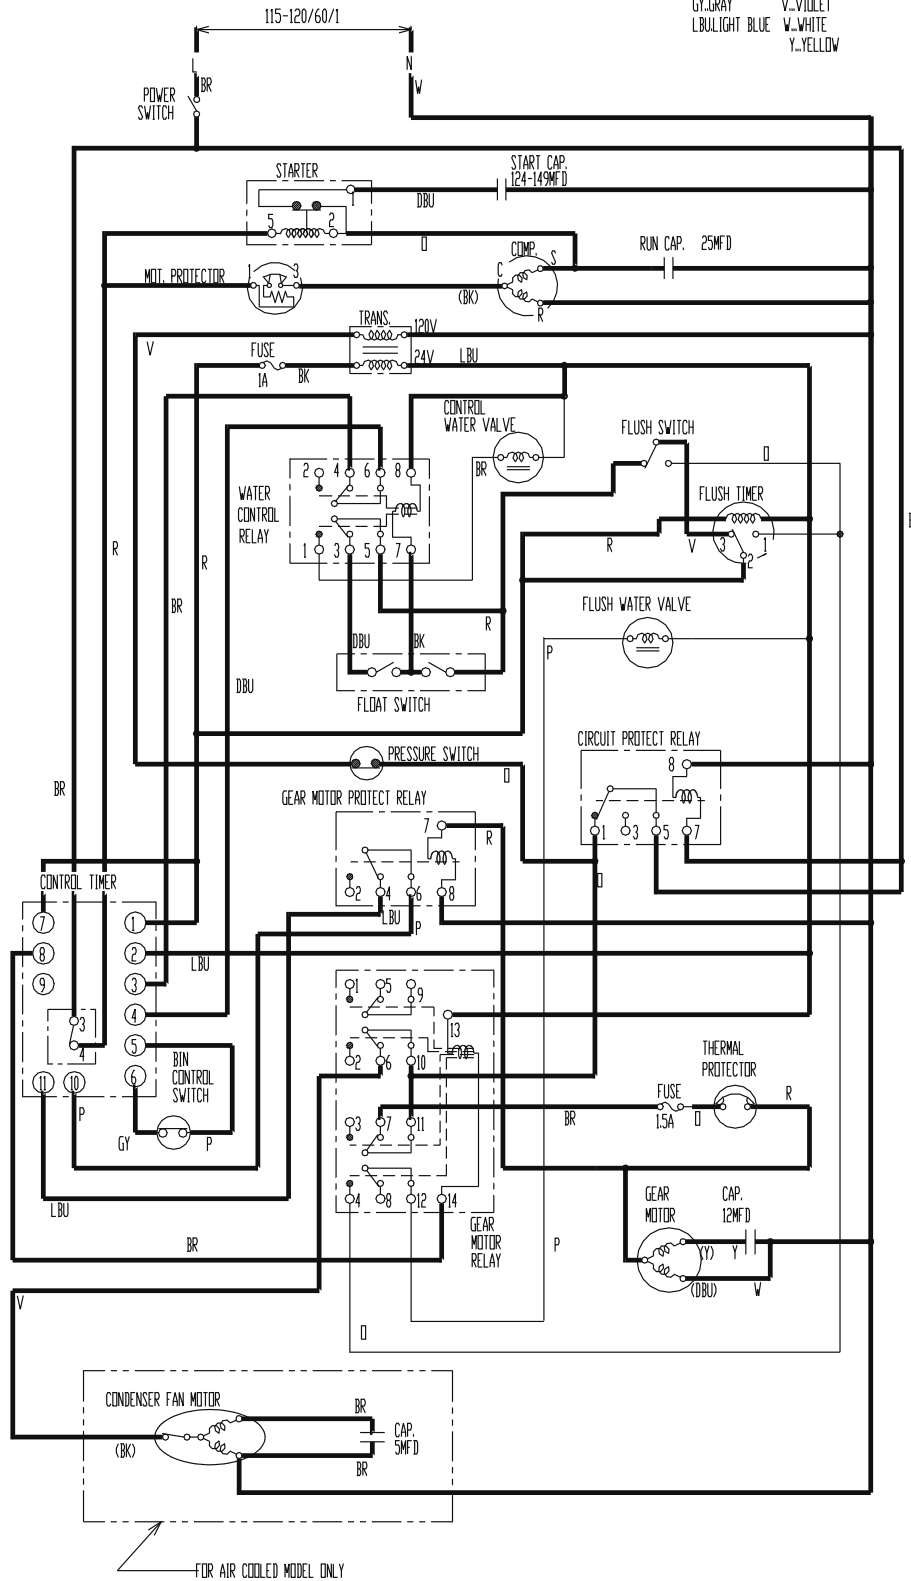 115-120/60/1
GY..GRAY V...VIOLET
LBU.LIGHT BLUE W...WHITE
Y...YELLOW
L
BR
N
W
POWER
SWITCH
STARTER
START CAP.
124-149MFD
1
DBU
5 2
O
COMP.
RUN CAP. 25MFD
S
C
R
MOT. PROTECTOR
1 3
(BK)
TRANS.
120V
V
24V
LBU
FUSE
1A
BK
CONTROL
WATER VALVE
FLUSH SWITCH
O
BR
2 4 6 8
WATER
CONTROL
RELAY
FLUSH TIMER
R
R
R
V
3 1
2
1 3 5 7
BR
FLUSH WATER VALVE
R
DBU
BK
P
DBU
FLOAT SWITCH
CIRCUIT PROTECT RELAY
PRESSURE SWITCH
8
O
BR
GEAR MOTOR PROTECT RELAY
7
R
1 3 5 7
CONTROL TIMER
O
2 4 6 8
LBU
P
7 1
8 2
LBU
9 3
1 5 9
4
13
3
4
5
2 6 10
BIN
CONTROL
SWITCH
THERMAL
PROTECTOR
11 10 6
P
FUSE
1.5A
O
R
BR
3 7 11
GY
P
4 8 12 14
LBU
GEAR
MOTOR
CAP.
12MFD
GEAR
MOTOR
RELAY
BR
P
(Y) Y
(DBU)
W
V
O
CONDENSER FAN MOTOR
BR
CAP.
5MFD
(BK)
BR
FOR AIR COOLED MODEL ONLY